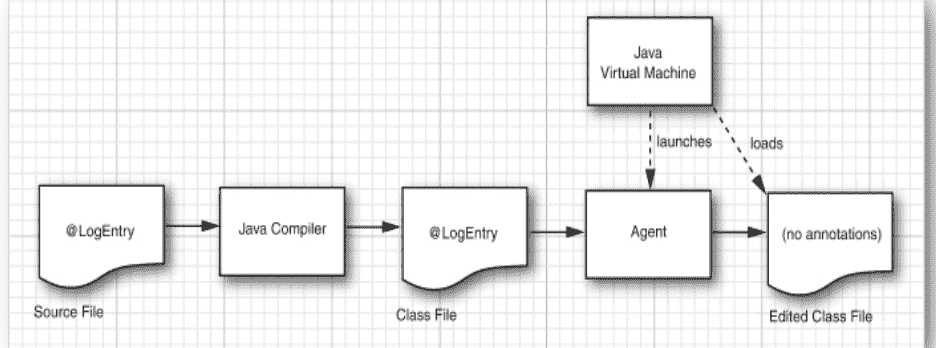 Java
Virtual Machine
launches
loads
@LogEntry
Java Compiler
@LogEntry
Agent
(no annotations)
Source File
Class File
Edited Class File